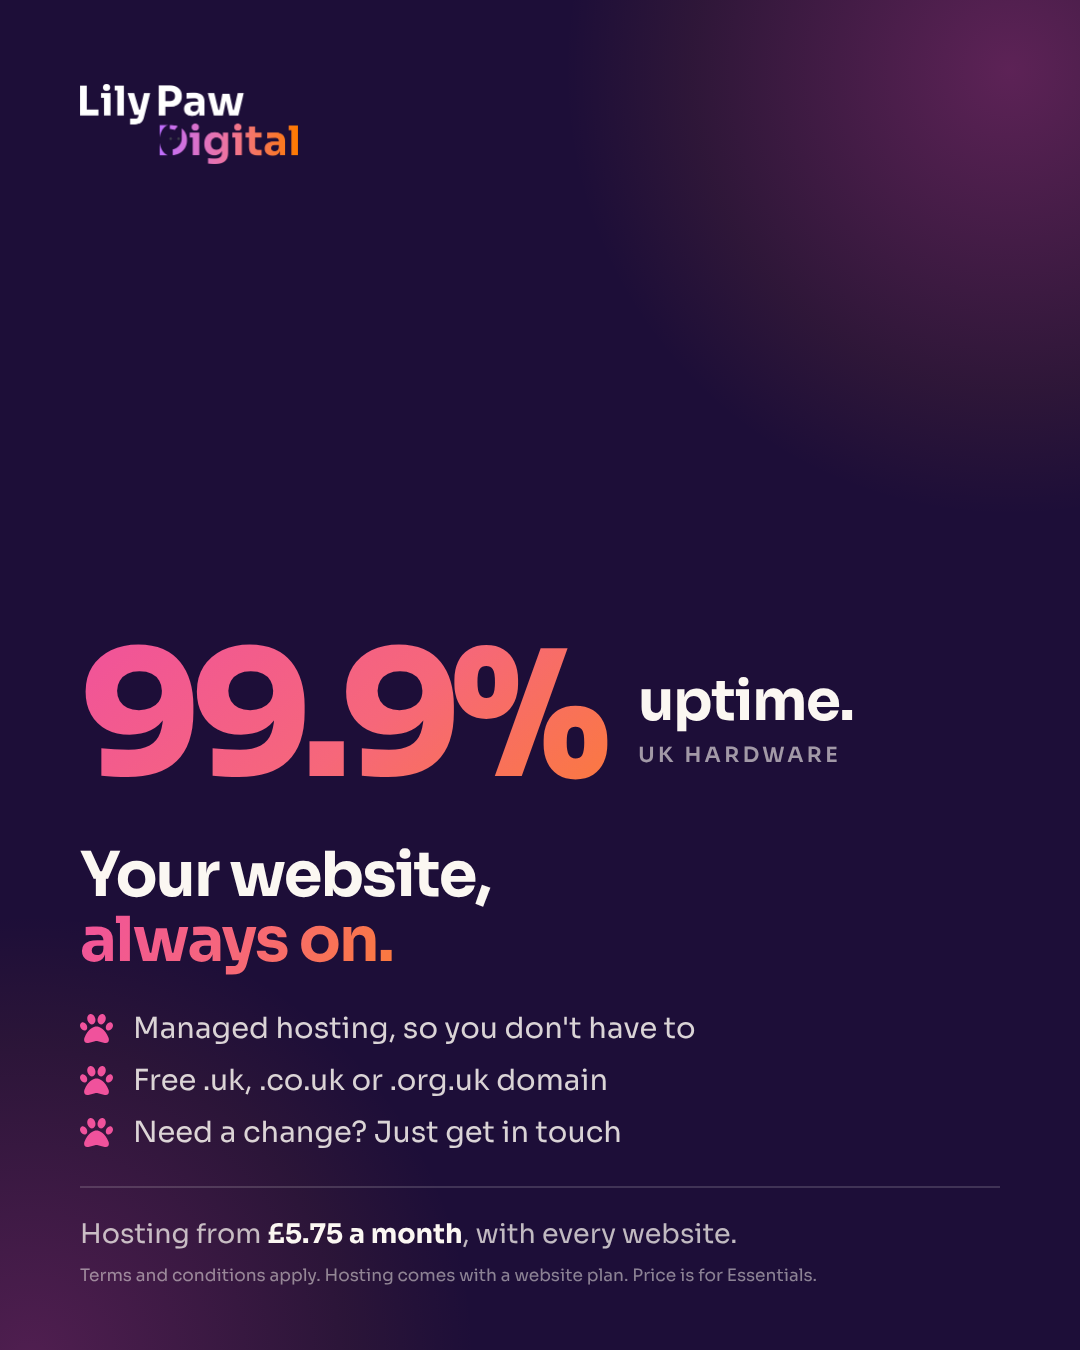 Lily Paw
Digital
99.9%
uptime.
UK HARDWARE
Your website,
always on.
Managed hosting, so you don't have to
Free .uk, .co.uk or .org.uk domain
Need a change? Just get in touch
Hosting from £5.75 a month, with every website.
Terms and conditions apply. Hosting comes with a website plan. Price is for Essentials.